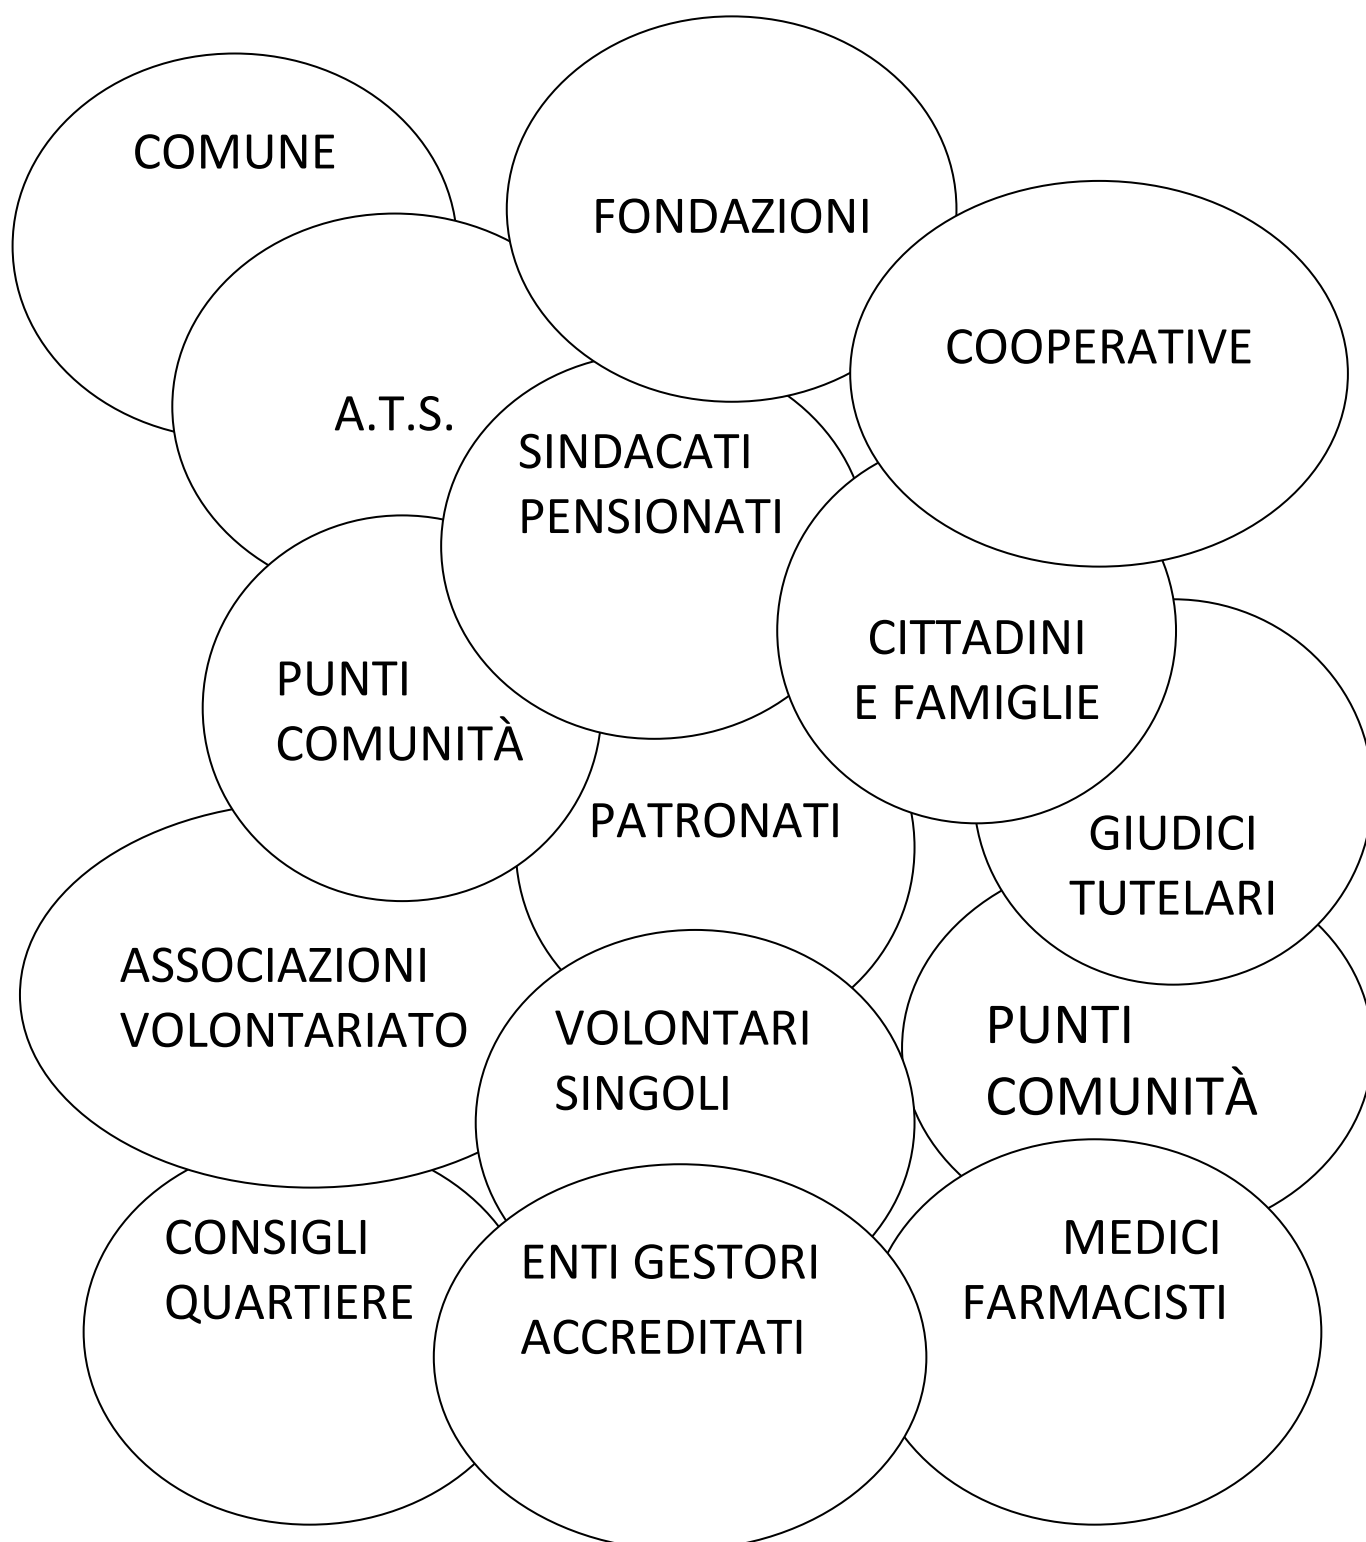 COMUNE
FONDAZIONI
COOPERATIVE
A.T.S.
SINDACATI
PENSIONATI
CITTADINI
E FAMIGLIE
PUNTI
COMUNITÀ
PATRONATI
GIUDICI
TUTELARI
ASSOCIAZIONI
VOLONTARIATO
VOLONTARI
SINGOLI
PUNTI
COMUNITÀ
CONSIGLI
QUARTIERE
ENTI GESTORI
ACCREDITATI
MEDICI
FARMACISTI